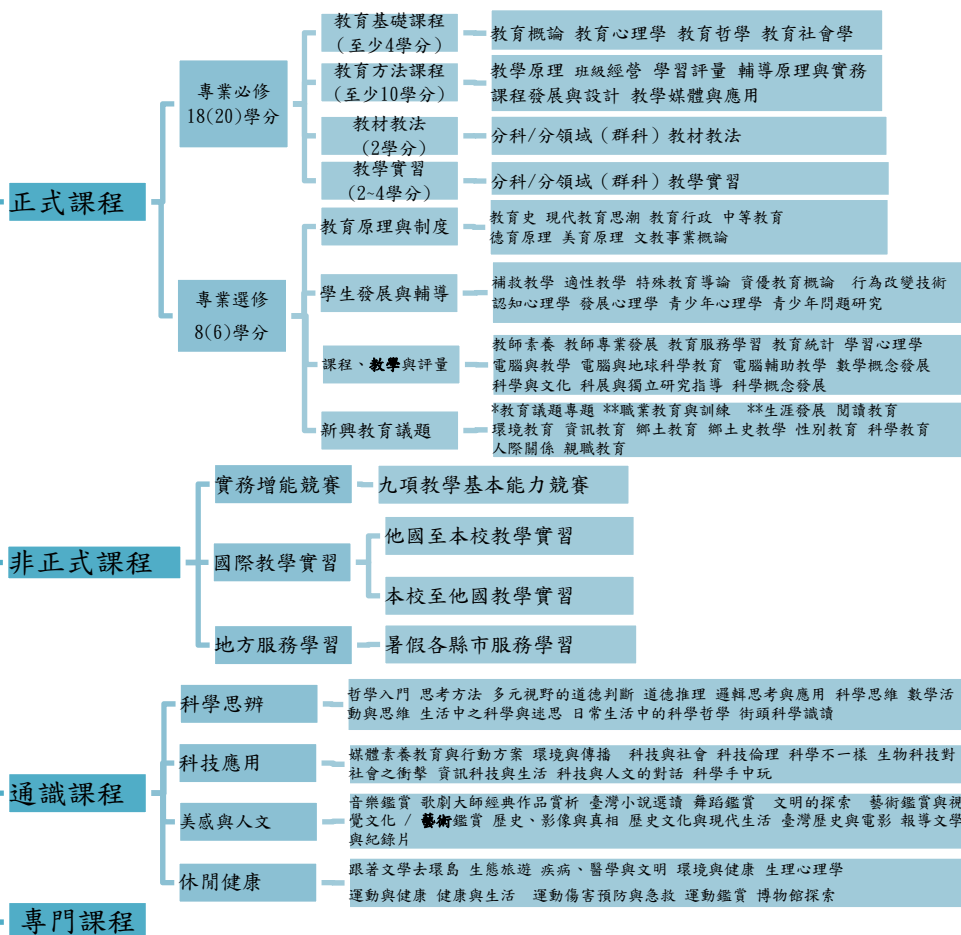 正式課程
專業必修
18(20)學分
教育基礎課程
(至少4學分)
教育概論 教育心理學 教育哲學 教育社會學
教育方法課程
(至少10學分)
教學原理 班級經營 學習評量 輔導原理與實務
課程發展與設計 教學媒體與應用
教材教法
(2學分)
分科/分領域（群科）教材教法
教學實習
(2~4學分)
分科/分領域（群科）教學實習
專業選修
8(6)學分
教育原理與制度
教育史 現代教育思潮 教育行政 中等教育
德育原理 美育原理 文教事業概論
學生發展與輔導
補救教學 適性教學 特殊教育導論 資優教育概論 行為改變技術
認知心理學 發展心理學 青少年心理學 青少年問題研究
課程、教學與評量
教師素養 教師專業發展 教育服務學習 教育統計 學習心理學
電腦與教學 電腦與地球科學教育 電腦輔助教學 數學概念發展
科學與文化 科展與獨立研究指導 科學概念發展
新興教育議題
*教育議題專題 **職業教育與訓練 **生涯發展 閱讀教育
環境教育 資訊教育 鄉土教育 鄉土史教學 性別教育 科學教育
人際關係 親職教育
非正式課程
實務增能競賽
九項教學基本能力競賽
國際教學實習
他國至本校教學實習
本校至他國教學實習
地方服務學習
暑假各縣市服務學習
通識課程
科學思辨
哲學入門 思考方法 多元視野的道德判斷 道德推理 邏輯思考與應用 科學思維 數學活
動與思維 生活中之科學與迷思 日常生活中的科學哲學 街頭科學識讀
科技應用
媒體素養教育與行動方案 環境與傳播 科技與社會 科技倫理 科學不一樣 生物科技對
社會之衝擊 資訊科技與生活 科技與人文的對話 科學手中玩
美感與人文
音樂鑑賞 歌劇大師經典作品賞析 臺灣小說選讀 舞蹈鑑賞 文明的探索 藝術鑑賞與視
覺文化 / 藝術鑑賞 歷史、影像與真相 歷史文化與現代生活 臺灣歷史與電影 報導文學
與紀錄片
休閒健康
跟著文學去環島 生態旅遊 疾病、醫學與文明 環境與健康 生理心理學
運動與健康 健康與生活 運動傷害預防與急救 運動鑑賞 博物館探索
專門課程